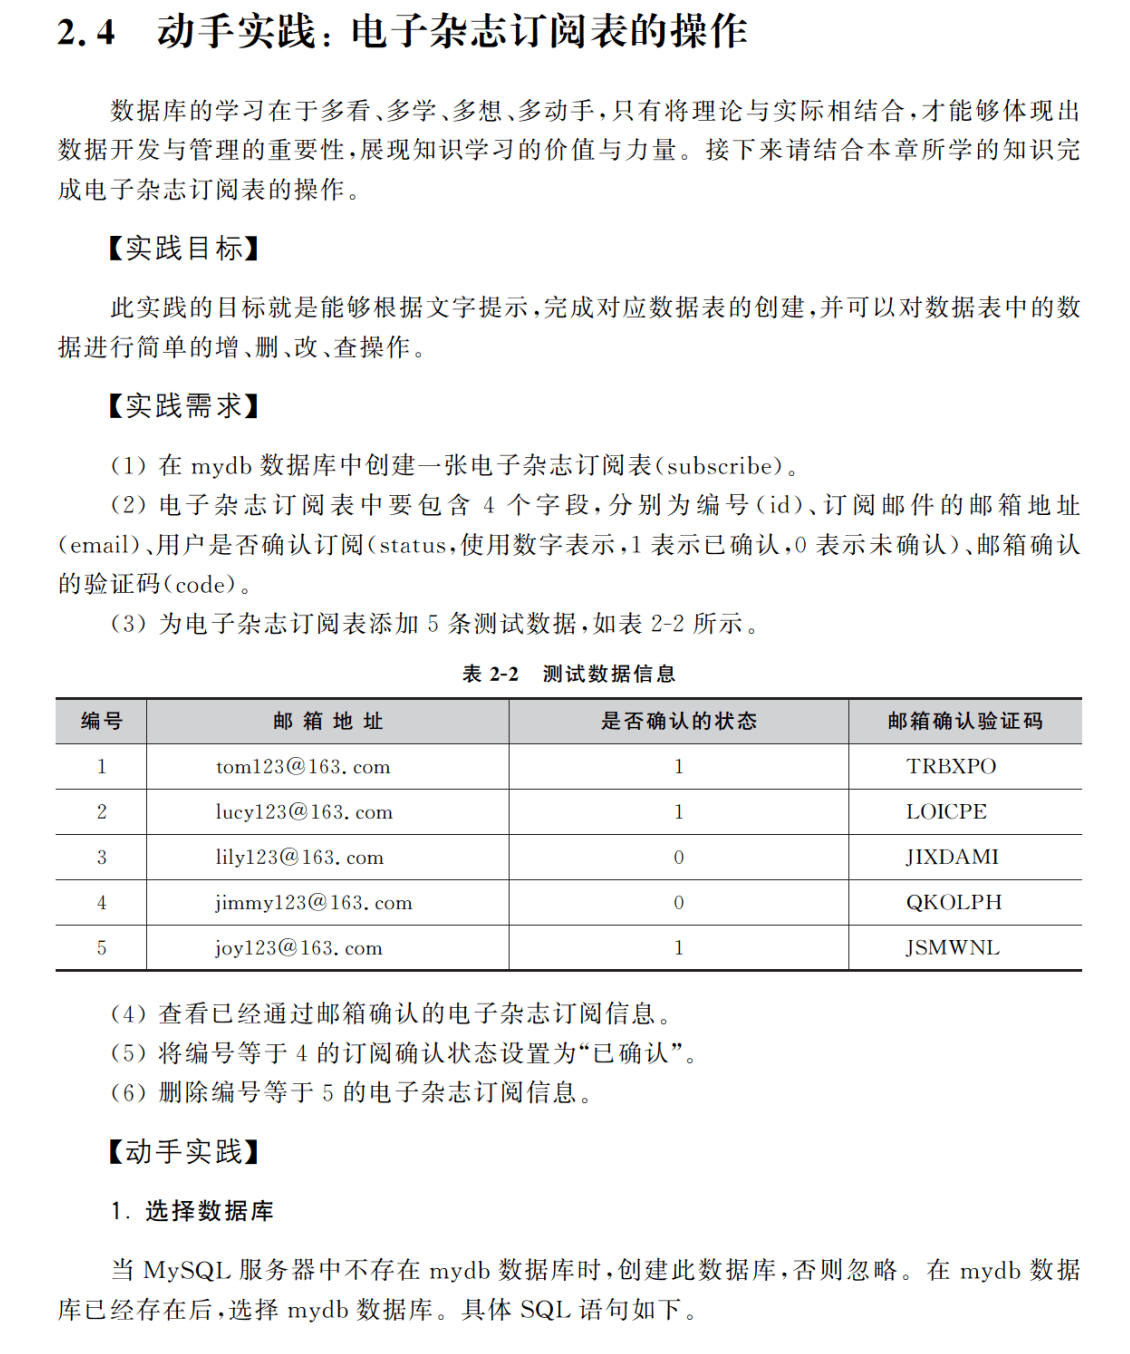 2.4 动手实践：电子杂志订阅表的操作
数据库的学习在于多看、多学、多想、多动手，只有将理论与实际相结合，才能够体现出
数据开发与管理的重要性，展现知识学习的价值与力量。接下来请结合本章所学的知识完
成电子杂志订阅表的操作。
【实践目标】
此实践的目标就是能够根据文字提示，完成对应数据表的创建，并可以对数据表中的数
据进行简单的增、删、改、查操作。
【实践需求】
（1）在 mydb 数据库中创建一张电子杂志订阅表(subscribe)。
（2）电子杂志订阅表中要包含 4 个字段，分别为编号(id)、订阅邮件的邮箱地址
(email)、用户是否确认订阅(status，使用数字表示，1 表示已确认，0 表示未确认)、邮箱确认
的验证码(code)。
（3）为电子杂志订阅表添加 5 条测试数据，如表 2-2 所示。
表 2-2 测试数据信息
编号 邮箱地址 是否确认的状态 邮箱确认验证码
1 tom123@163.com 1 TRBXPO
2 lucy123@163.com 1 LOICPE
3 lily123@163.com 0 JIXDAMI
4 jimmy123@163.com 0 QKOLPH
5 joy123@163.com 1 JSMWNL
（4）查看已经通过邮箱确认的电子杂志订阅信息。
（5）将编号等于 4 的订阅确认状态设置为“已确认”。
（6）删除编号等于 5 的电子杂志订阅信息。
【动手实践】
1. 选择数据库
当 MySQL 服务器中不存在 mydb 数据库时，创建此数据库，否则忽略。在 mydb 数据
库已经存在后，选择 mydb 数据库。具体 SQL 语句如下。